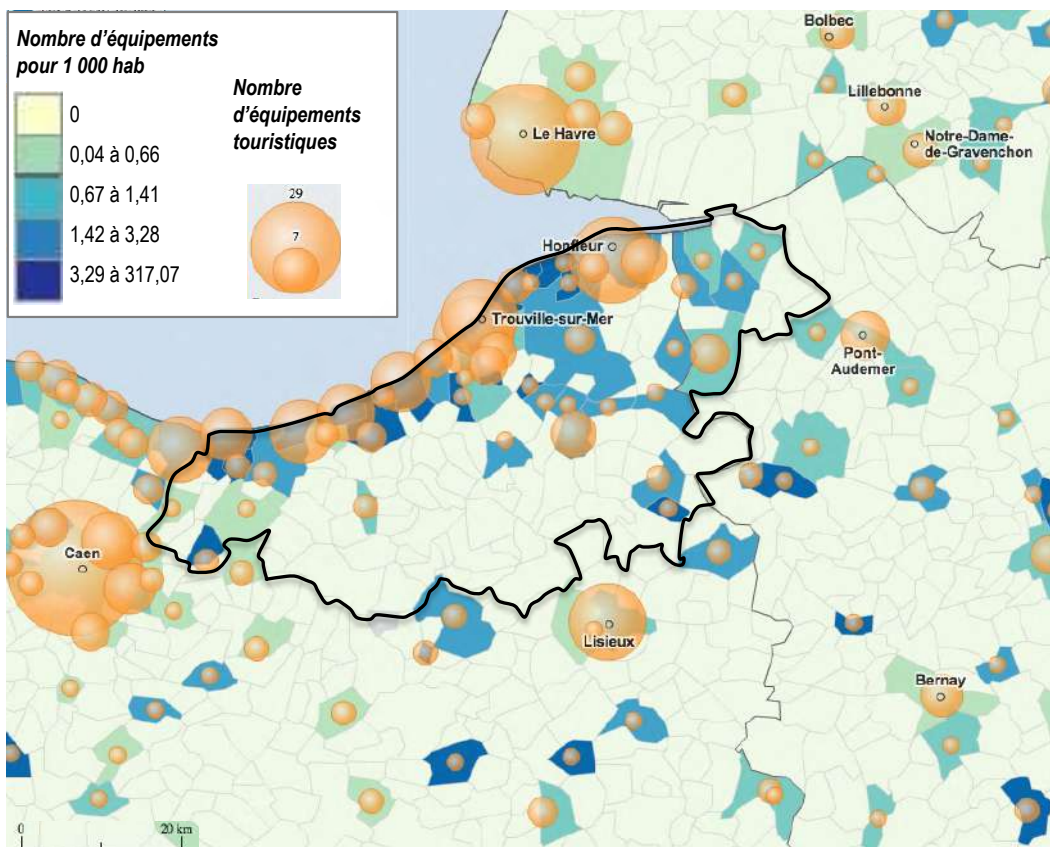 Nombre d'équipements
pour 1 000 hab
0
0,04 à 0,66
0,67 à 1,41
1,42 à 3,28
3,29 à 317,07
Nombre
d'équipements
touristiques
29
7
Bolbec
Lillebonne
Le Havre
Notre-Dame-
de-Gravenchon
Honfleur
Trouville-sur-Mer
Pont-
Audemer
Caen
Lisieux
Bernay
0
20 km